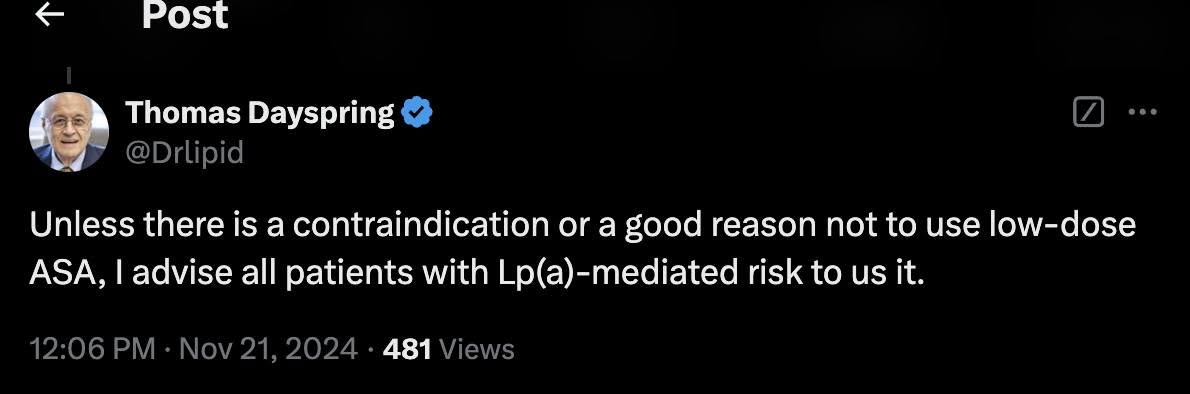 Post
Thomas Dayspring
@Drlipid
Unless there is a contraindication or a good reason not to use low-dose
ASA, I advise all patients with Lp(a)-mediated risk to us it.
12:06 PM · Nov 21, 2024 · 481 Views